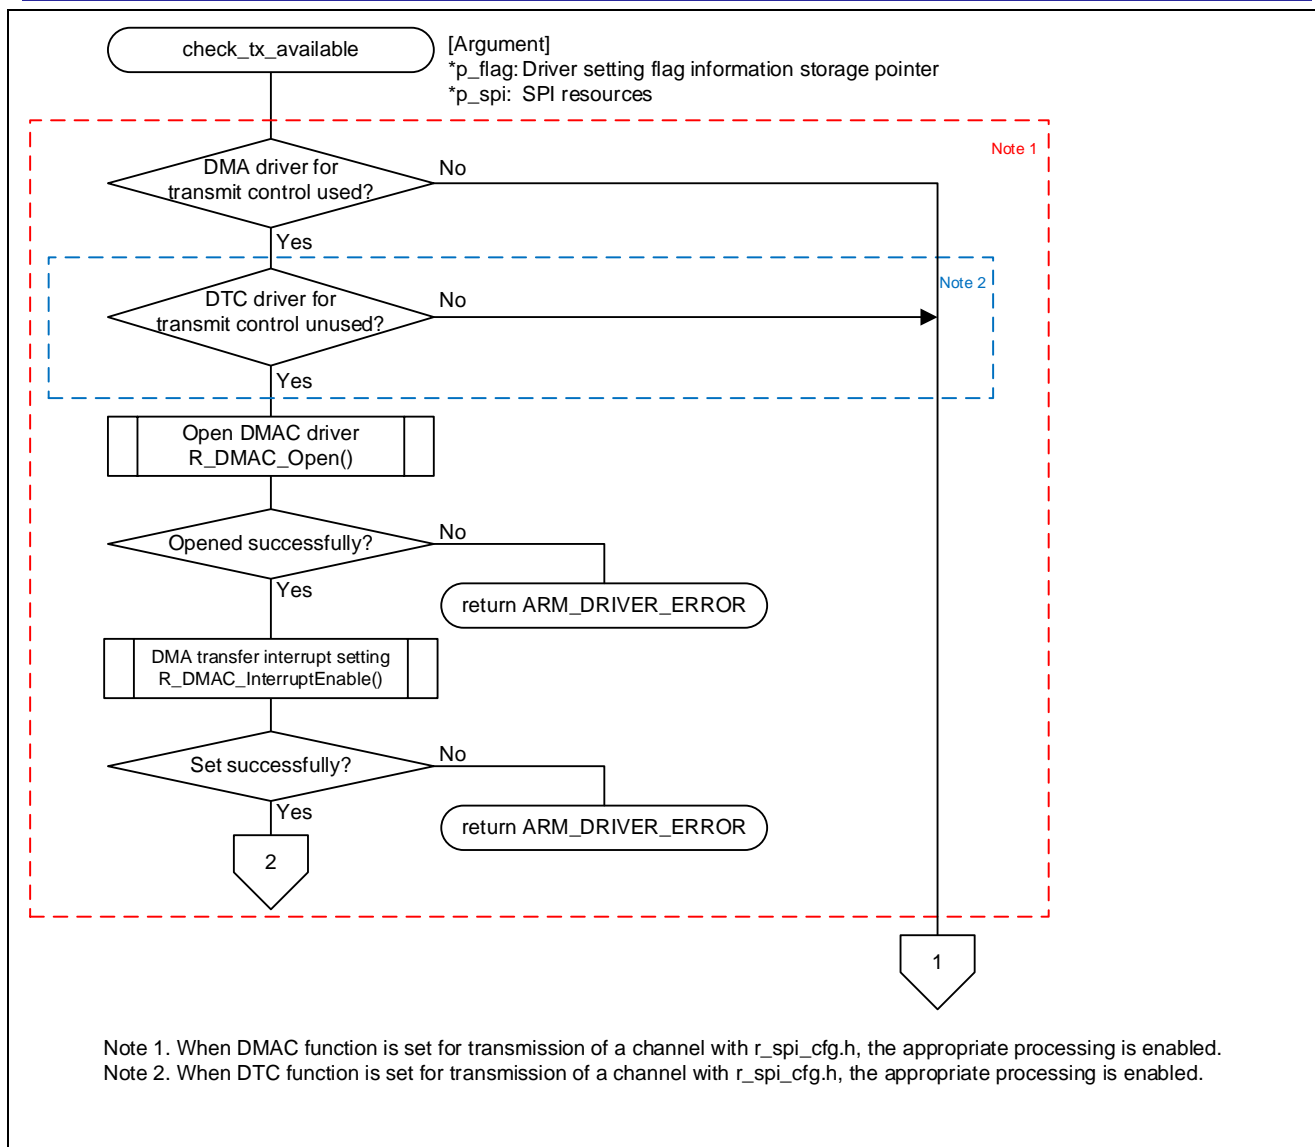 check_tx_available
[Argument]
*p_flag: Driver setting flag information storage pointer
*p_spi: SPI resources
Note 1
DMA driver for
transmit control used?
No
Yes
Note 2
DTC driver for
transmit control unused?
No
Yes
Open DMAC driver
R_DMAC_Open()
Opened successfully?
No
Yes
return ARM_DRIVER_ERROR
DMA transfer interrupt setting
R_DMAC_InterruptEnable()
Set successfully?
No
Yes
return ARM_DRIVER_ERROR
2
1
Note 1. When DMAC function is set for transmission of a channel with r_spi_cfg.h, the appropriate processing is enabled.
Note 2. When DTC function is set for transmission of a channel with r_spi_cfg.h, the appropriate processing is enabled.